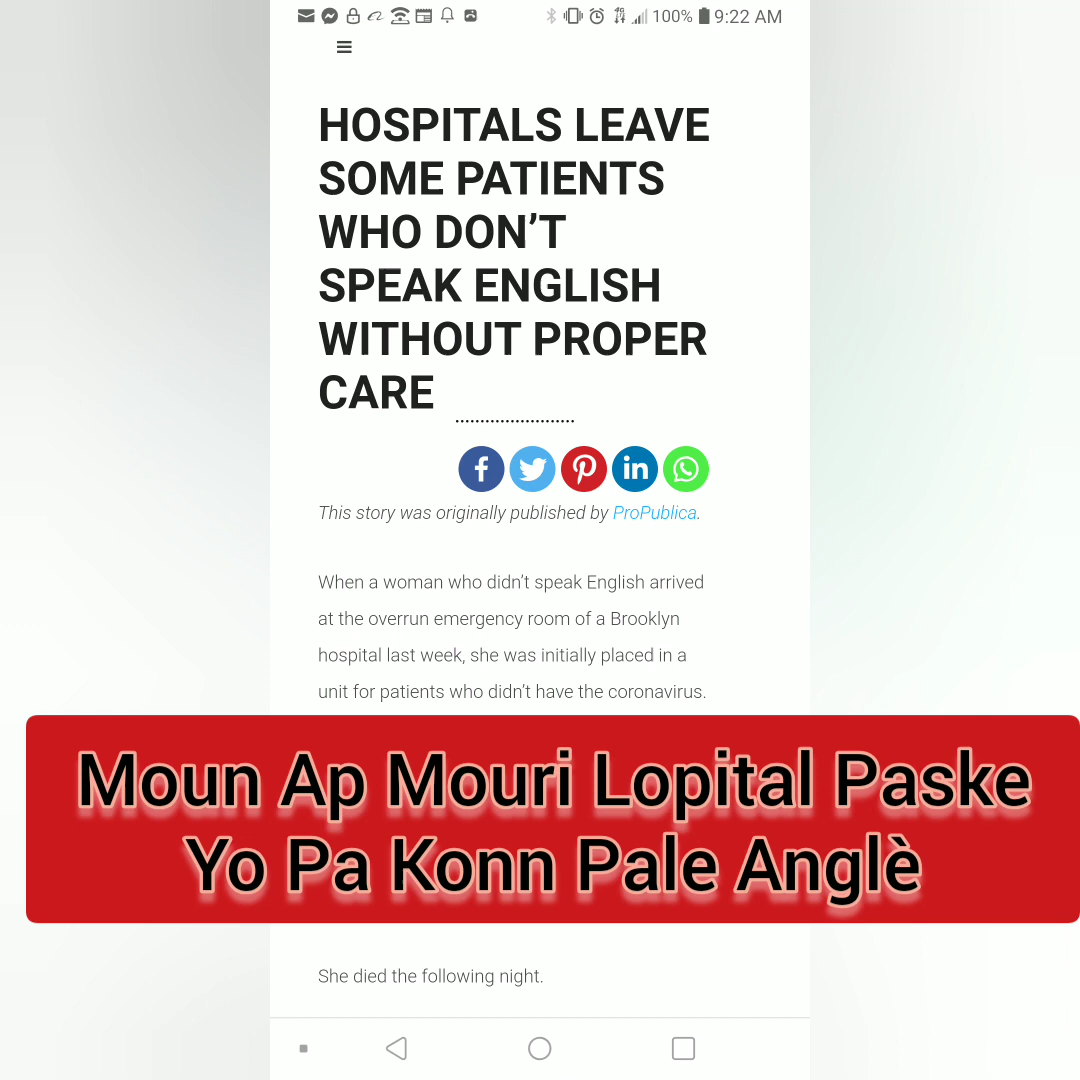 100% 9:22 AM
HOSPITALS LEAVE
SOME PATIENTS
WHO DON’T
SPEAK ENGLISH
WITHOUT PROPER
CARE
This story was originally published by ProPublica.
When a woman who didn’t speak English arrived
at the overrun emergency room of a Brooklyn
hospital last week, she was initially placed in a
unit for patients who didn’t have the coronavirus.
Moun Ap Mouri Lopital Paske
Yo Pa Konn Pale Anglè
She died the following night.